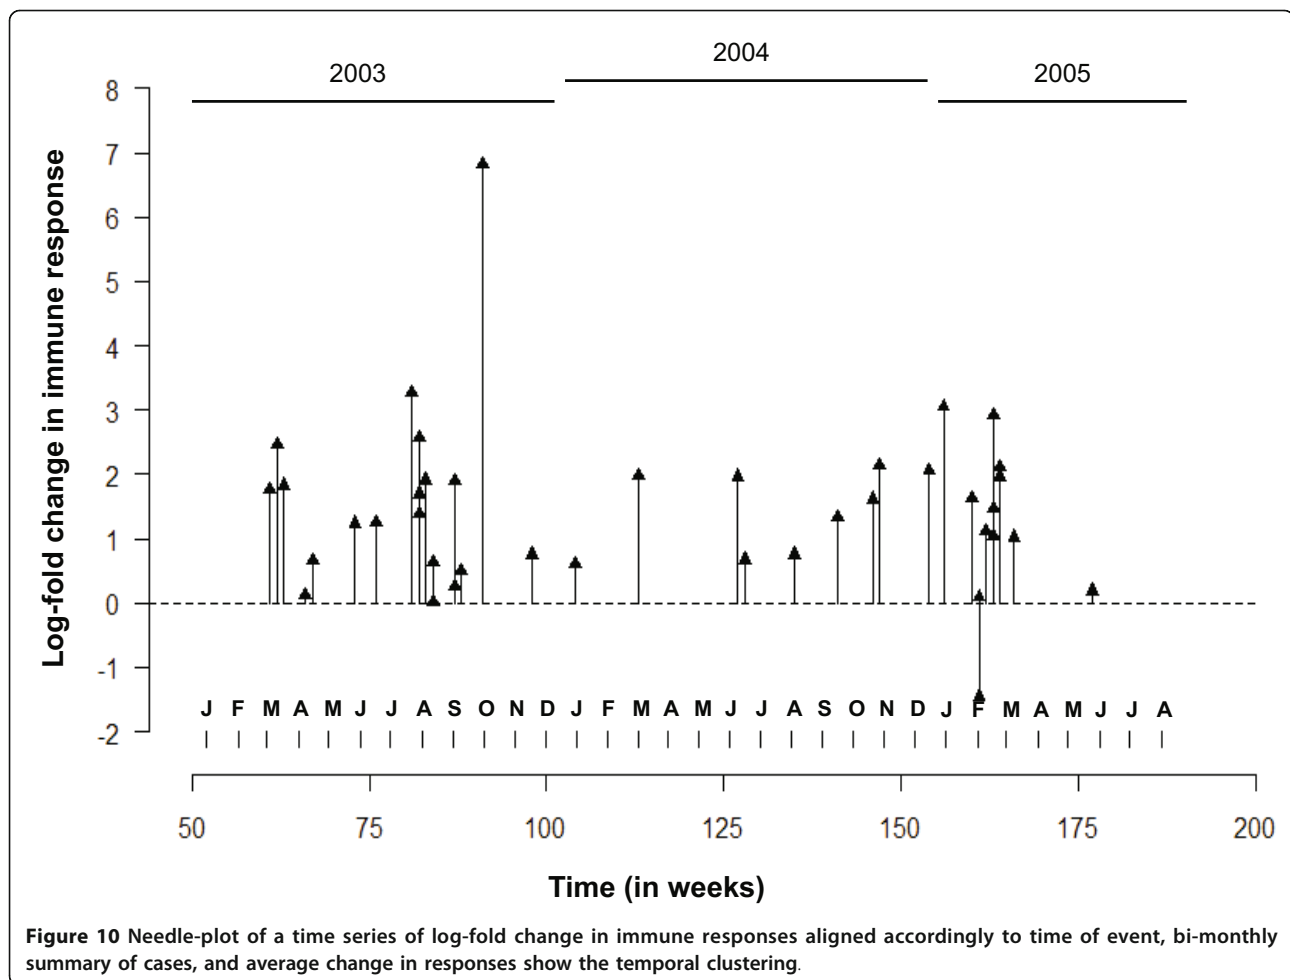 2003
2004
2005
8
7
6
5
4
3
2
1
0
-1
-2
Log-fold change in immune response
J F M A M J J A S O N D J F M A M J J A S O N D J F M A M J J A
50 75 100 125 150 175 200
Time (in weeks)
Figure 10 Needle-plot of a time series of log-fold change in immune responses aligned accordingly to time of event, bi-monthly
summary of cases, and average change in responses show the temporal clustering.